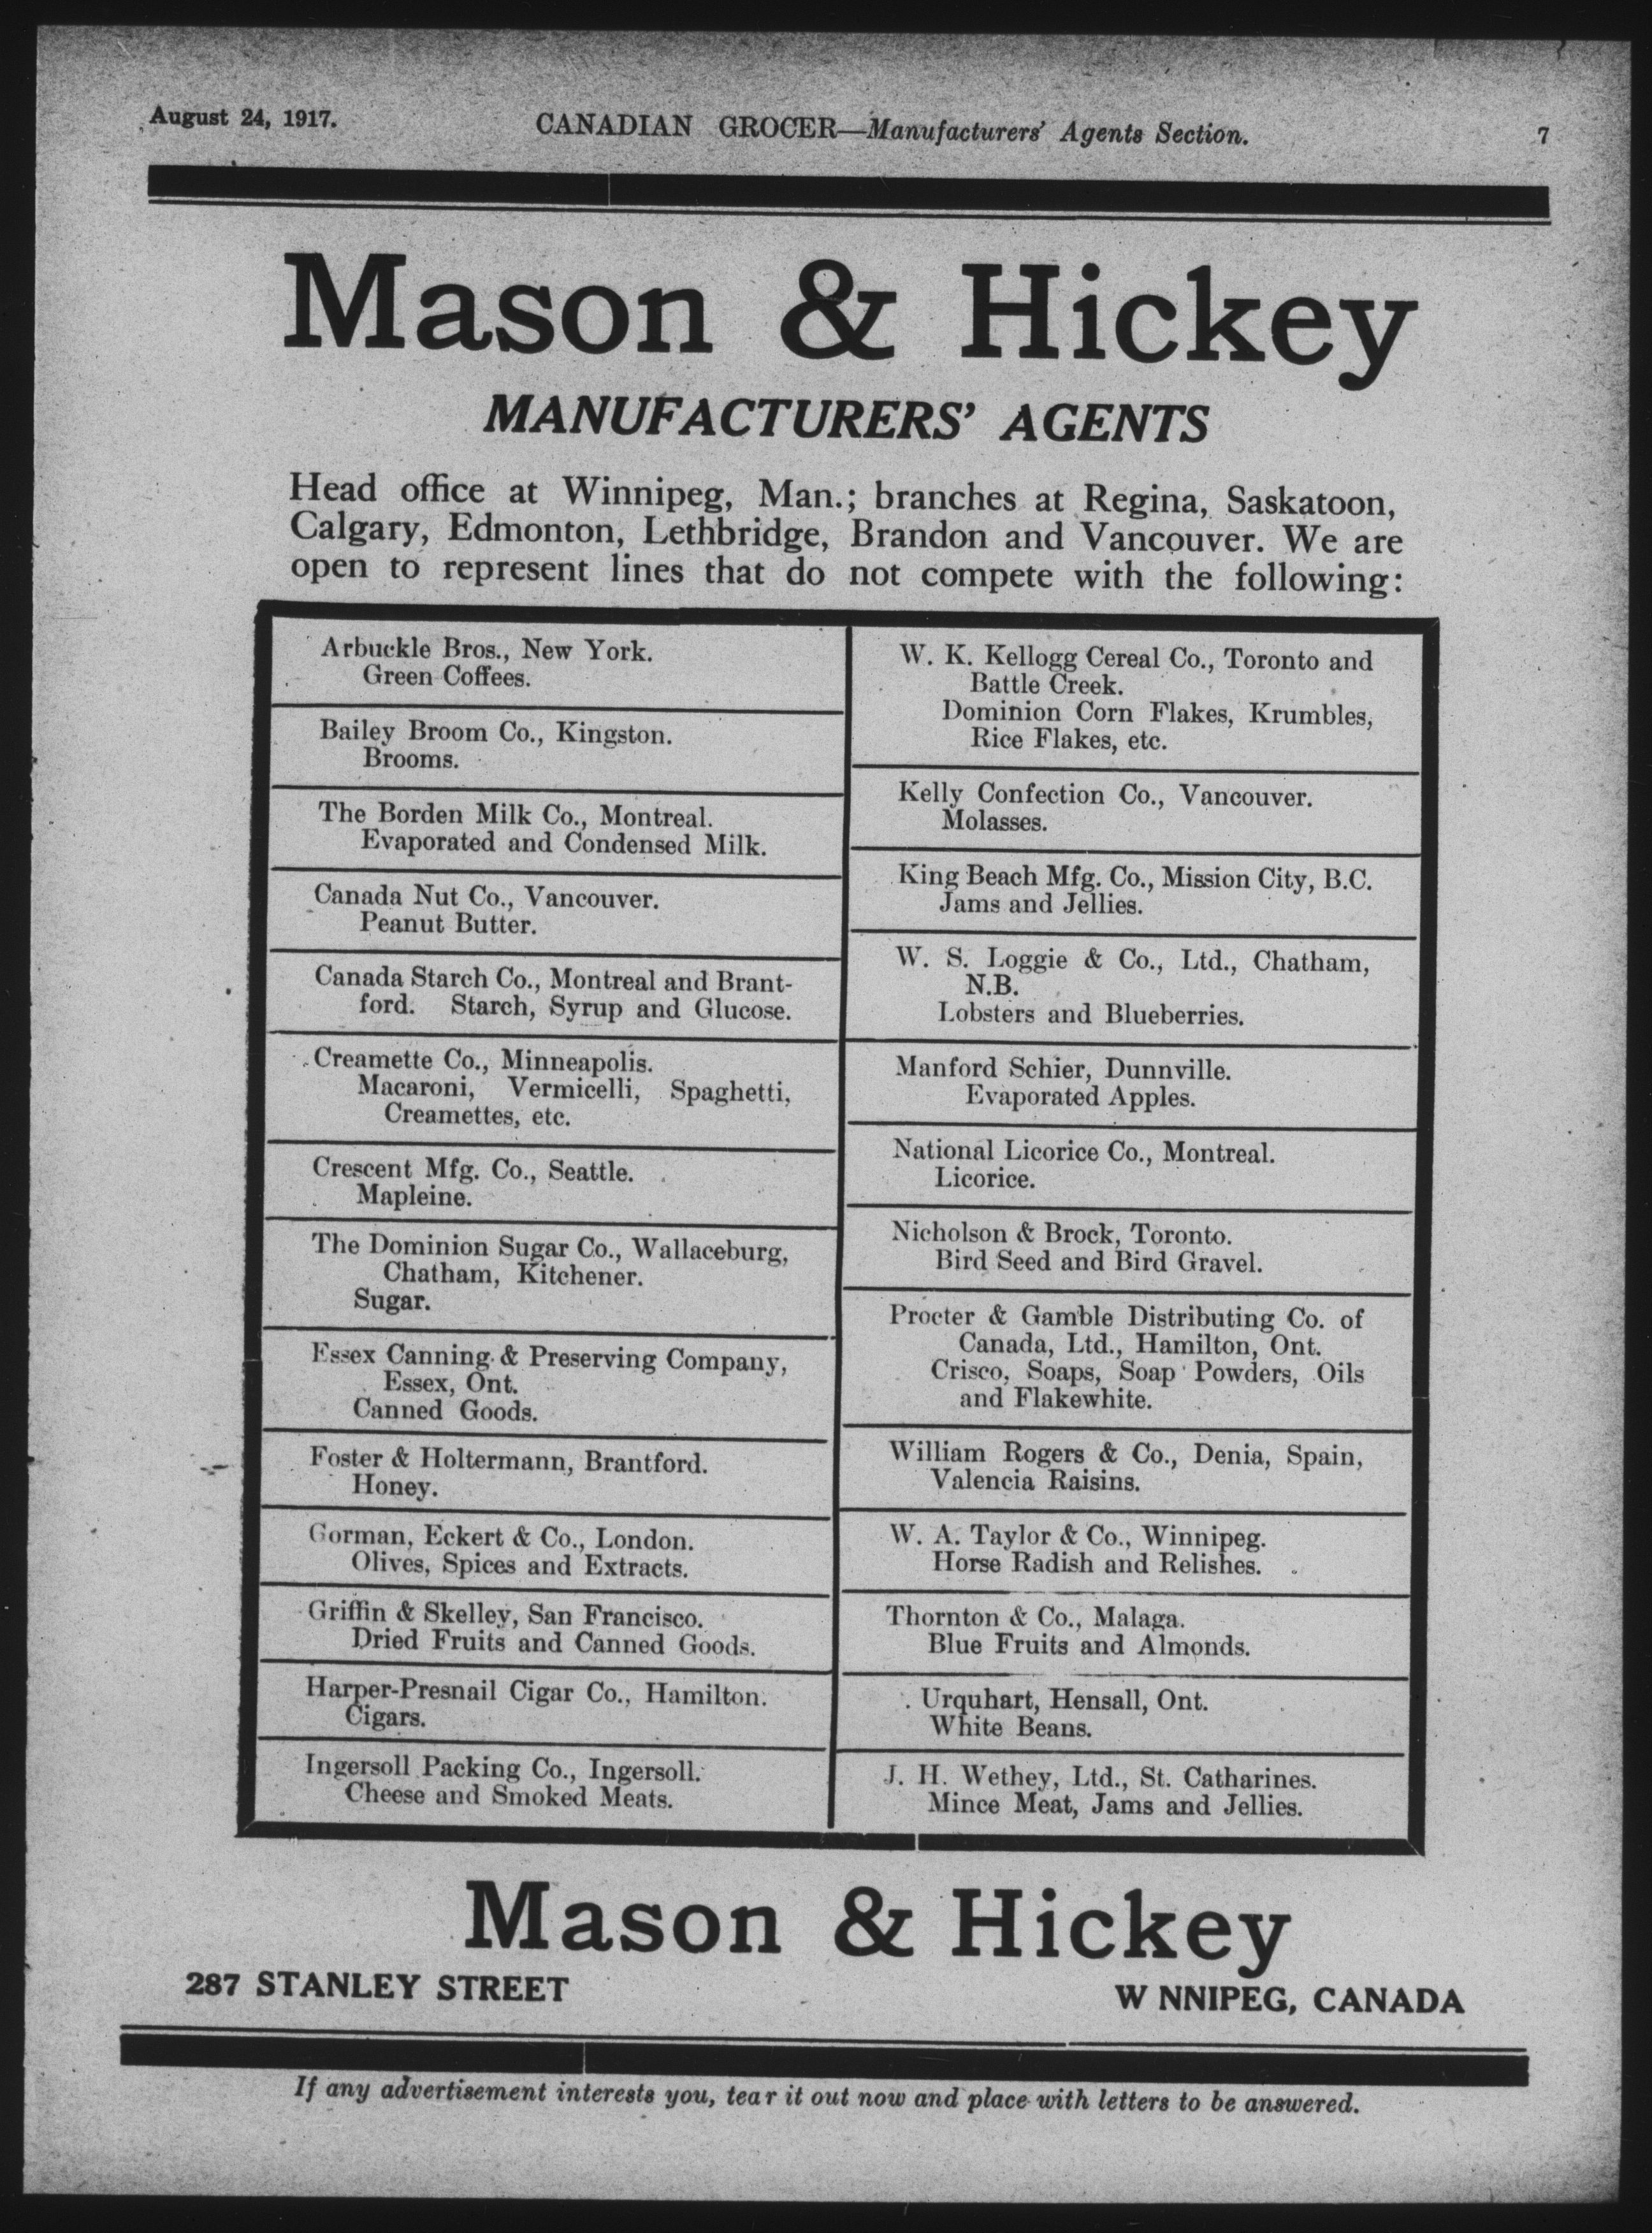 August 24, 1917.
CANADIAN GROCER—Manufacturers' Agents Section.
7
Mason & Hickey
MANUFACTURERS' AGENTS
Head office at Winnipeg, Man.; branches at Regina, Saskatoon,
Calgary, Edmonton, Lethbridge, Brandon and Vancouver. We are
open to represent lines that do not compete with the following:
Arbuckle Bros., New York.
Green Coffees.
Bailey Broom Co., Kingston.
Brooms.
The Borden Milk Co., Montreal.
Evaporated and Condensed Milk.
Canada Nut Co., Vancouver.
Peanut Butter.
Canada Starch Co., Montreal and Brant-
ford. Starch, Syrup and Glucose.
Creamette Co., Minneapolis.
Macaroni, Vermicelli, Spaghetti,
Creamettes, etc.
Crescent Mfg. Co., Seattle.
Mapleine.
The Dominion Sugar Co., Wallaceburg,
Chatham, Kitchener.
Sugar.
Essex Canning & Preserving Company,
Essex, Ont.
Canned Goods.
Foster & Holtermann, Brantford.
Honey.
Gorman, Eckert & Co., London.
Olives, Spices and Extracts.
Griffin & Skelley, San Francisco.
Dried Fruits and Canned Goods.
Harper-Presnail Cigar Co., Hamilton.
Cigars.
Ingersoll Packing Co., Ingersoll.
Cheese and Smoked Meats.
W. K. Kellogg Cereal Co., Toronto and
Battle Creek.
Dominion Corn Flakes, Krumbles,
Rice Flakes, etc.
Kelly Confection Co., Vancouver.
Molasses.
King Beach Mfg. Co., Mission City, B.C.
Jams and Jellies.
W. S. Loggie & Co., Ltd., Chatham,
N.B.
Lobsters and Blueberries.
Manford Schier, Dunnville.
Evaporated Apples.
National Licorice Co., Montreal.
Licorice.
Nicholson & Brock, Toronto.
Bird Seed and Bird Gravel.
Procter & Gamble Distributing Co. of
Canada, Ltd., Hamilton, Ont.
Crisco, Soaps, Soap Powders, Oils
and Flakewhite.
William Rogers & Co., Denia, Spain,
Valencia Raisins.
W. A. Taylor & Co., Winnipeg.
Horse Radish and Relishes.
Thornton & Co., Malaga.
Blue Fruits and Almonds.
Urquhart, Hensall, Ont.
White Beans.
J. H. Wethey, Ltd., St. Catharines.
Mince Meat, Jams and Jellies.
Mason & Hickey
287 STANLEY STREET
W NNIPEG, CANADA
If any advertisement interests you, tear it out now and place with letters to be answered.